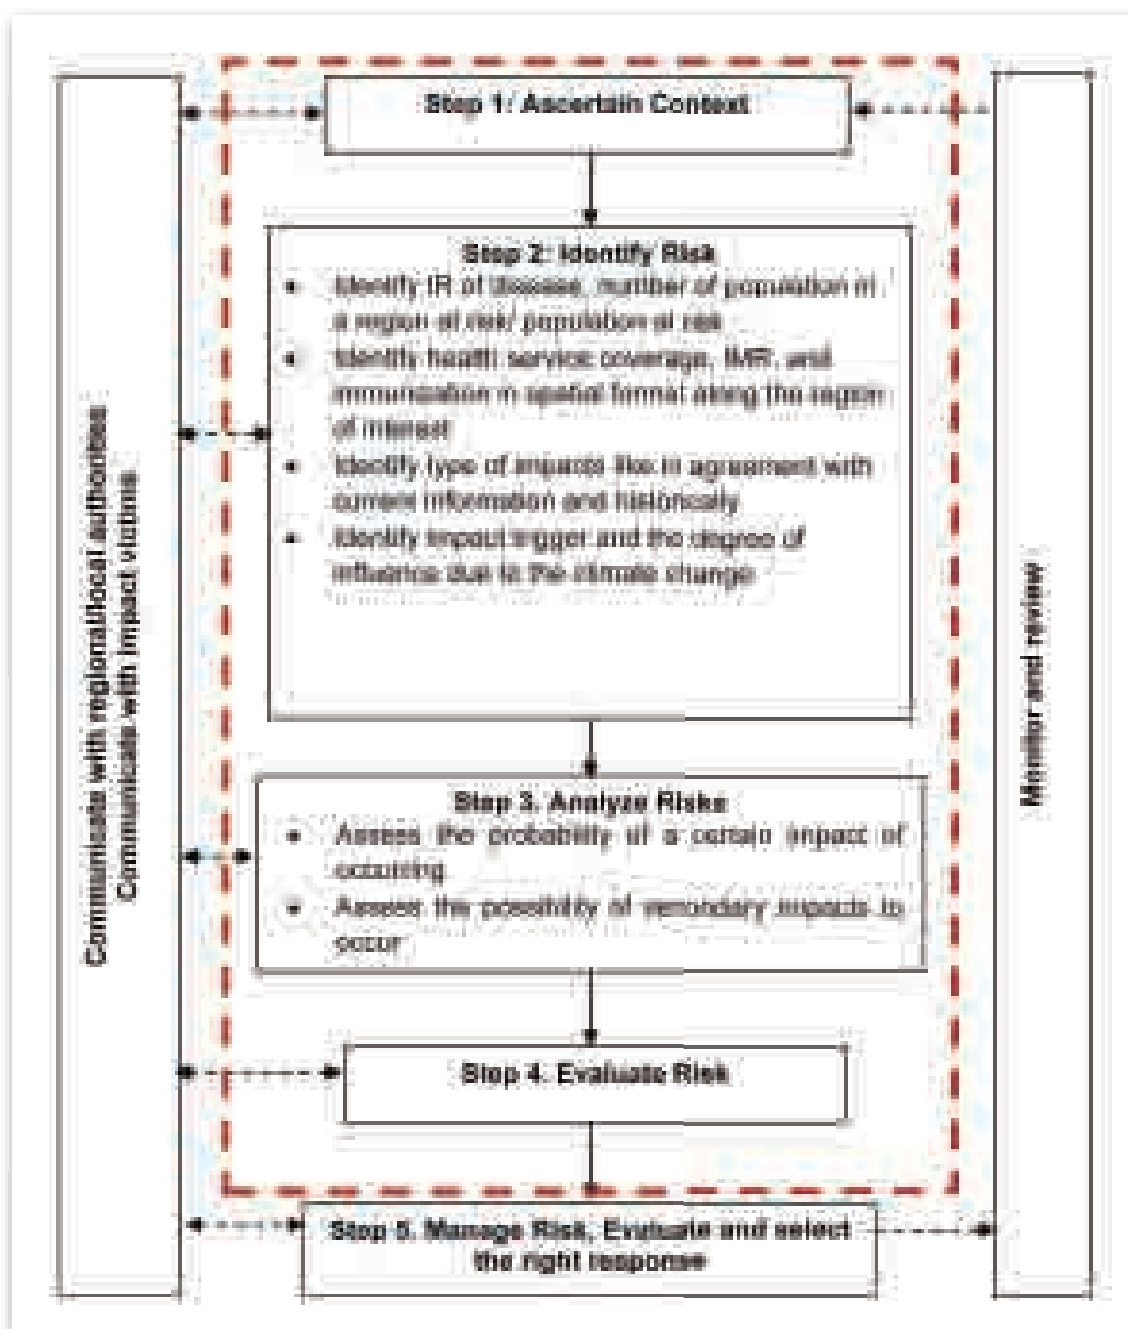 Step 1: Ascertain Context
Step 2: Identify Risk
• Identify IR of disease, number of population in
a region at risk/ population at risk
• Identify health service coverage, IMR, and
immunization in spatial format along the region
of interest
• Identify type of impacts like in agreement with
current information and historically
• Identify impact trigger and the degree of
influence due to the climate change
Step 3. Analyze Risks
• Assess the probability of a certain impact of
occurring
• Assess the possibility of secondary impacts to
occur
Step 4. Evaluate Risk
Step 5. Manage Risk, Evaluate and select
the right response
Communicate with regional/local authorities
Communicate with impact victims
Monitor and review